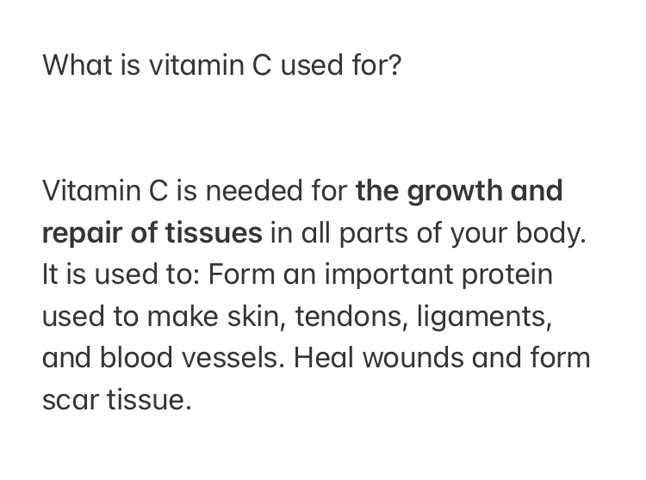 What is vitamin C used for?
Vitamin C is needed for the growth and
repair of tissues in all parts of your body.
It is used to: Form an important protein
used to make skin, tendons, ligaments,
and blood vessels. Heal wounds and form
scar tissue.